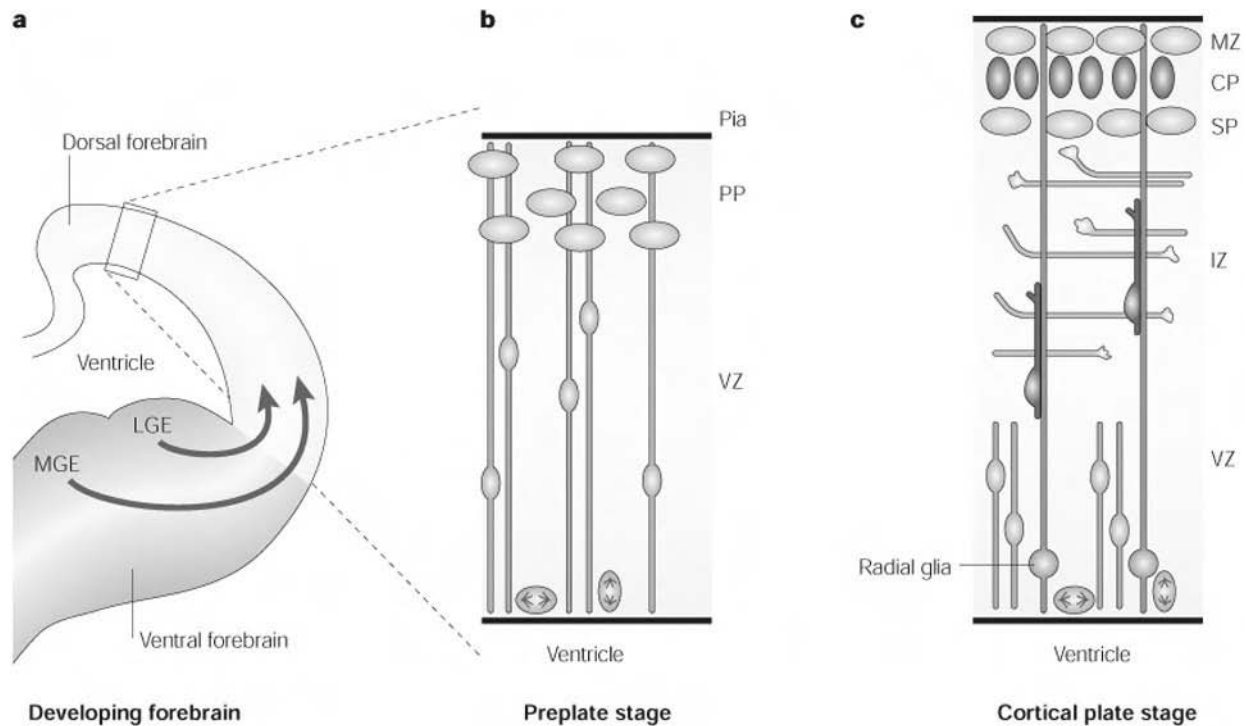 a
Dorsal forebrain
Ventricle
LGE
MGE
Ventral forebrain
Developing forebrain
b
Pia
PP
VZ
Ventricle
Preplate stage
c
MZ
CP
SP
IZ
VZ
Radial glia
Ventricle
Cortical plate stage